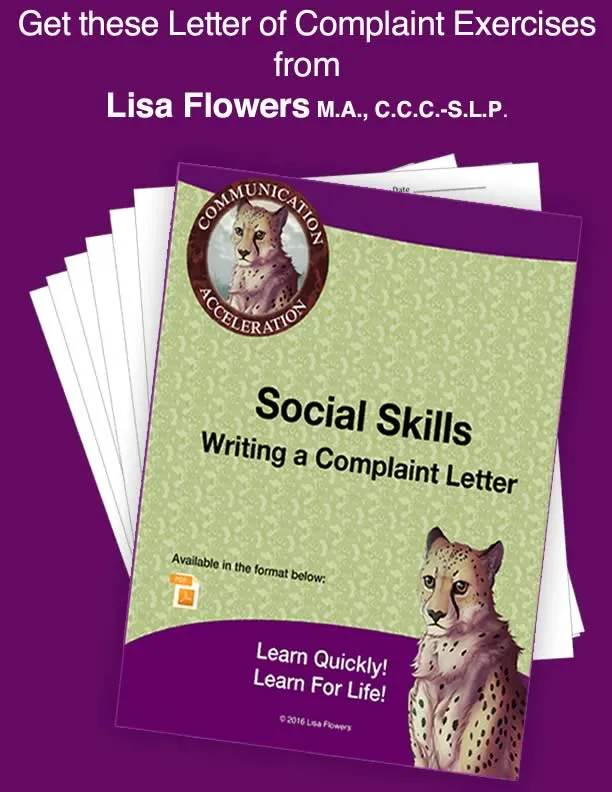 Get these Letter of Complaint Exercises
from
Lisa Flowers M.A., C.C.C.-S.L.P.
Date
COMMUNICATION
ACCELERATION
Social Skills
Writing a Complaint Letter
Available in the format below:
PDF
Learn Quickly!
Learn For Life!
© 2016 Lisa Flowers